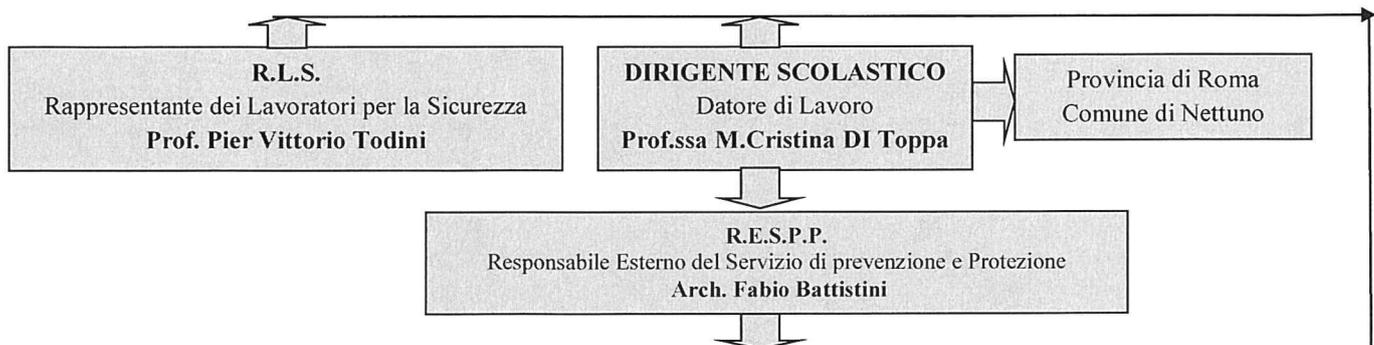 R.L.S.
Rappresentante dei Lavoratori per la Sicurezza
Prof. Pier Vittorio Todini
DIRIGENTE SCOLASTICO
Datore di Lavoro
Prof.ssa M.Cristina DI Toppa
Provincia di Roma
Comune di Nettuno
R.E.S.P.P.
Responsabile Esterno del Servizio di prevenzione e Protezione
Arch. Fabio Battistini